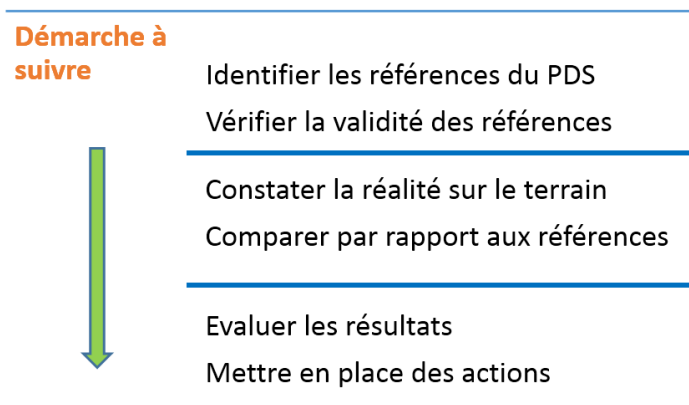 Démarche à
suivre
Identifier les références du PDS
Vérifier la validité des références
Constater la réalité sur le terrain
Comparer par rapport aux références
Evaluer les résultats
Mettre en place des actions